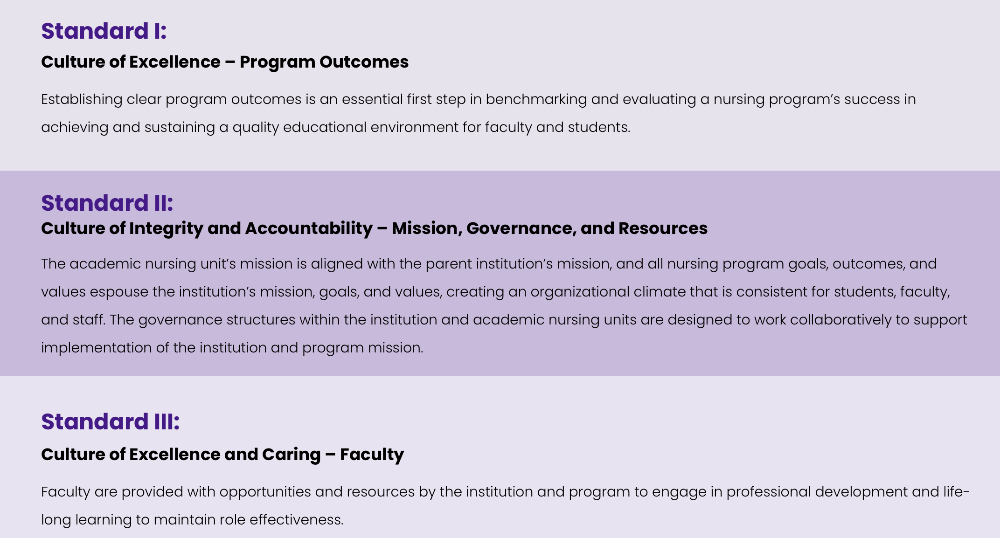 Standard I:
Culture of Excellence – Program Outcomes
Establishing clear program outcomes is an essential first step in benchmarking and evaluating a nursing program’s success in
achieving and sustaining a quality educational environment for faculty and students.
Standard II:
Culture of Integrity and Accountability – Mission, Governance, and Resources
The academic nursing unit’s mission is aligned with the parent institution’s mission, and all nursing program goals, outcomes, and
values espouse the institution’s mission, goals, and values, creating an organizational climate that is consistent for students, faculty,
and staff. The governance structures within the institution and academic nursing units are designed to work collaboratively to support
implementation of the institution and program mission.
Standard III:
Culture of Excellence and Caring – Faculty
Faculty are provided with opportunities and resources by the institution and program to engage in professional development and life-
long learning to maintain role effectiveness.